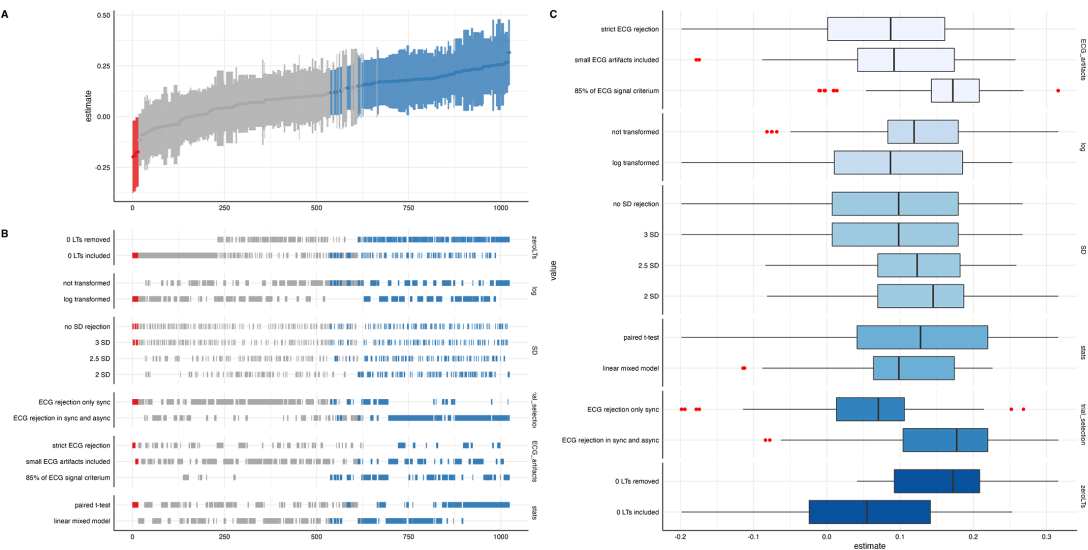 A
estimate
0.50
0.25
0.00
-0.25
0
250
500
750
1000
B
0 LTs removed
0 LTs included
zeroLTs
not transformed
log transformed
log
no SD rejection
3 SD
2.5 SD
2 SD
SD
ECG rejection only sync
ECG rejection in sync and async
rial_selection
strict ECG rejection
small ECG artifacts included
85% of ECG signal criterium
ECG_artifacts
paired t-test
linear mixed model
stats
0
250
500
750
1000
C
value
strict ECG rejection
small ECG artifacts included
85% of ECG signal criterium
ECG_artifacts
not transformed
log transformed
log
no SD rejection
3 SD
2.5 SD
2 SD
SD
paired t-test
linear mixed model
stats
ECG rejection only sync
ECG rejection in sync and async
trial_selection
0 LTs removed
0 LTs included
zeroLTs
-0.2
-0.1
0.0
0.1
0.2
0.3
estimate